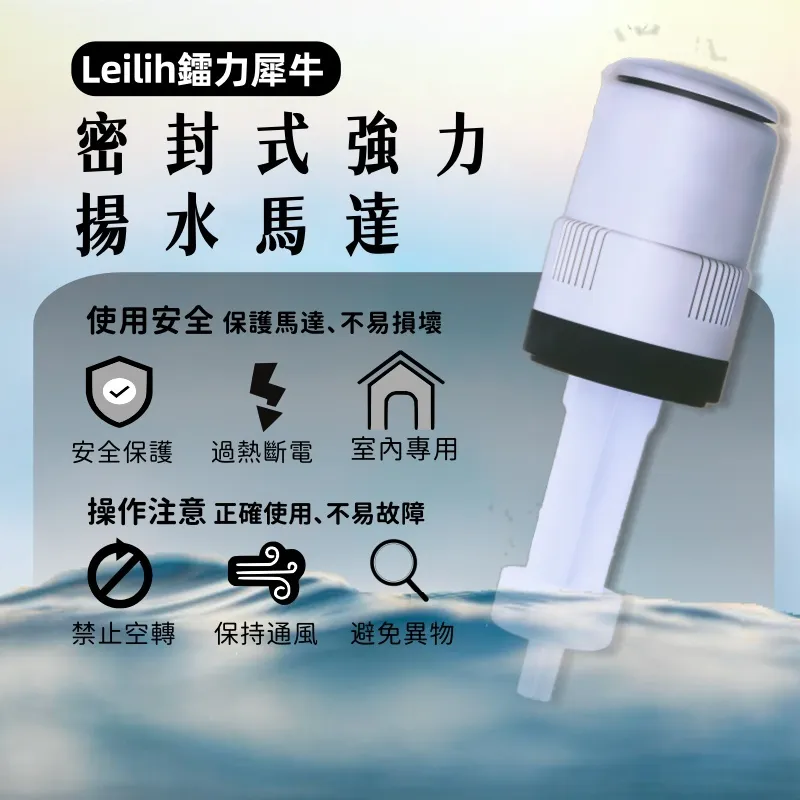 Leilih鐳力犀牛
密封式強力
揚水馬達
使用安全 保護馬達、不易損壞
安全保護 過熱斷電 室內專用
操作注意 正確使用、不易故障
禁止空轉 保持通風 避免異物